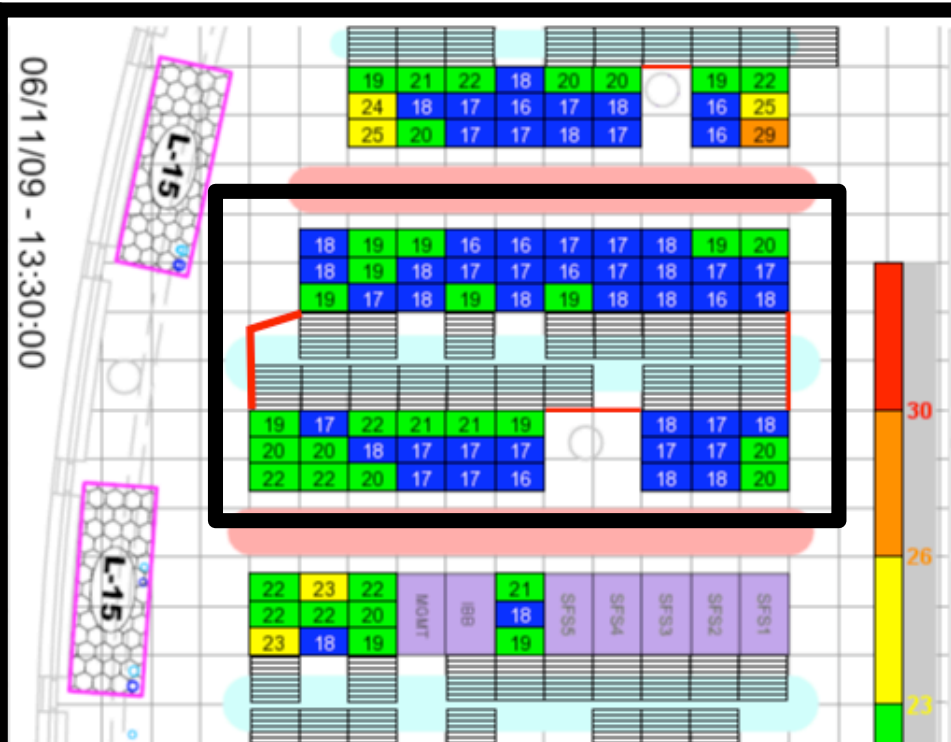 06/11/09 - 13:30:00
L-15
19 21 22 18 20 20 19 22
24 18 17 16 17 18 16 25
25 20 17 17 18 17 16 29
18 19 19 16 16 17 17 18 19 20
18 19 18 17 17 16 17 18 17 17
19 17 18 19 18 19 18 18 16 18
19 17 22 21 21 19 18 17 18
20 20 18 17 17 17 17 17 20
22 22 20 17 17 16 18 18 20
30
L-15
26
22 23 22 MGMT IBB 21 SFS5 SFS4 SFS3 SFS2 SFS1
22 22 20 18
23 18 19 19
23